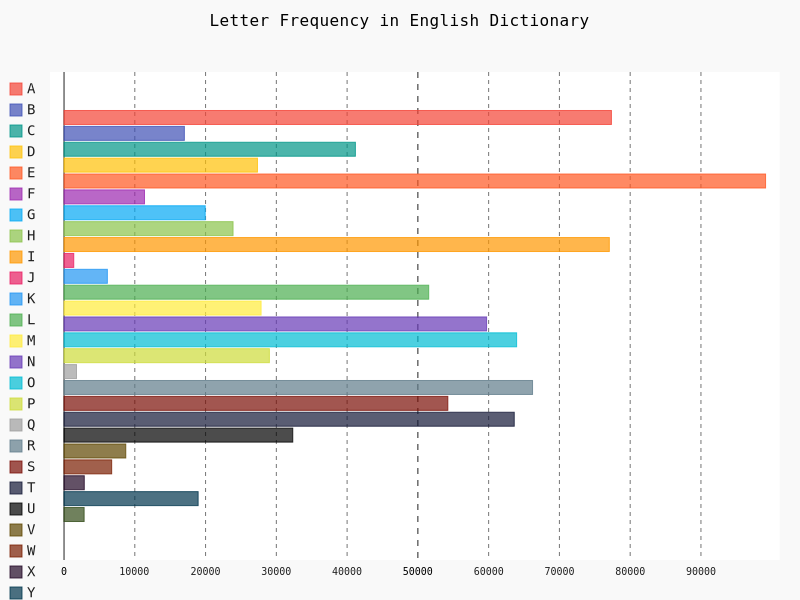 Letter Frequency in English Dictionary
A
B
C
D
E
F
G
H
I
J
K
L
M
N
O
P
Q
R
S
T
U
V
W
X
Y
0 10000 20000 30000 40000 50000 60000 70000 80000 90000